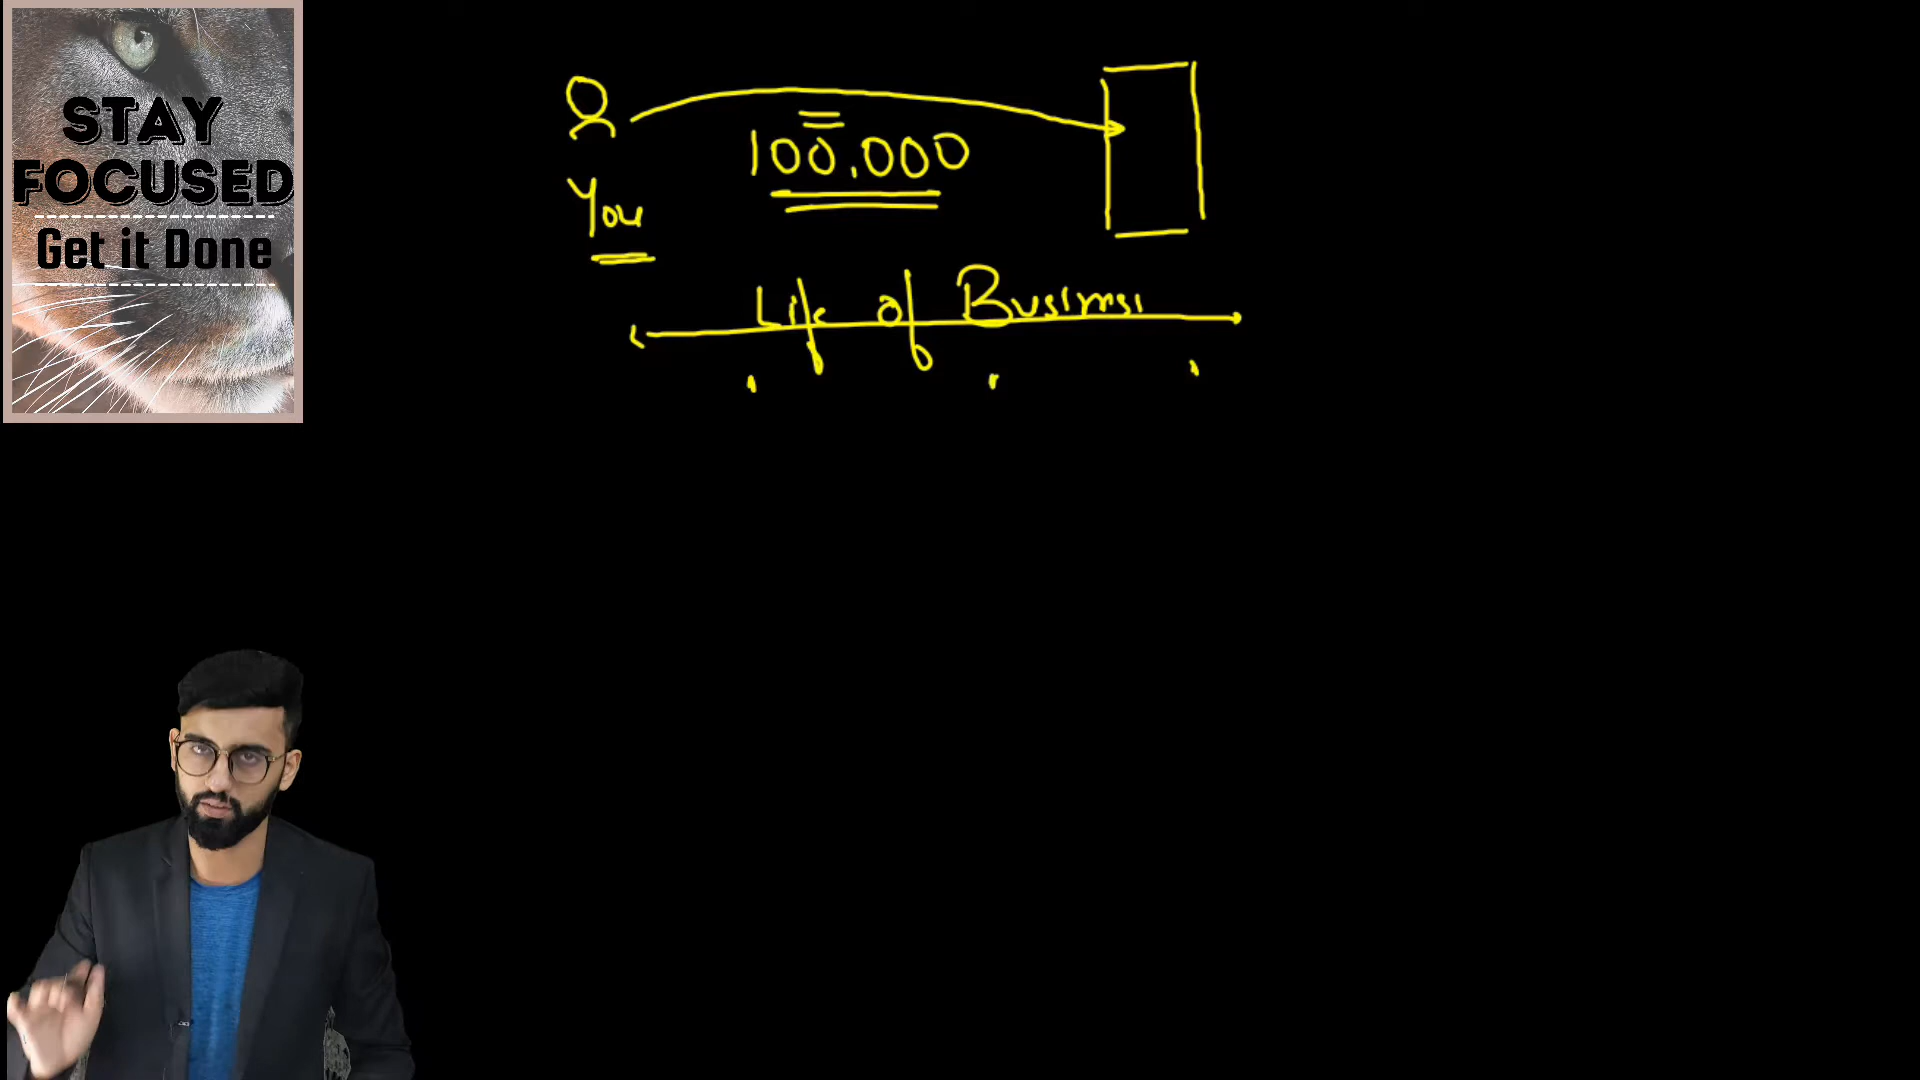 STAY
FOCUSED
Get it Done
100,000
You
Life of Business